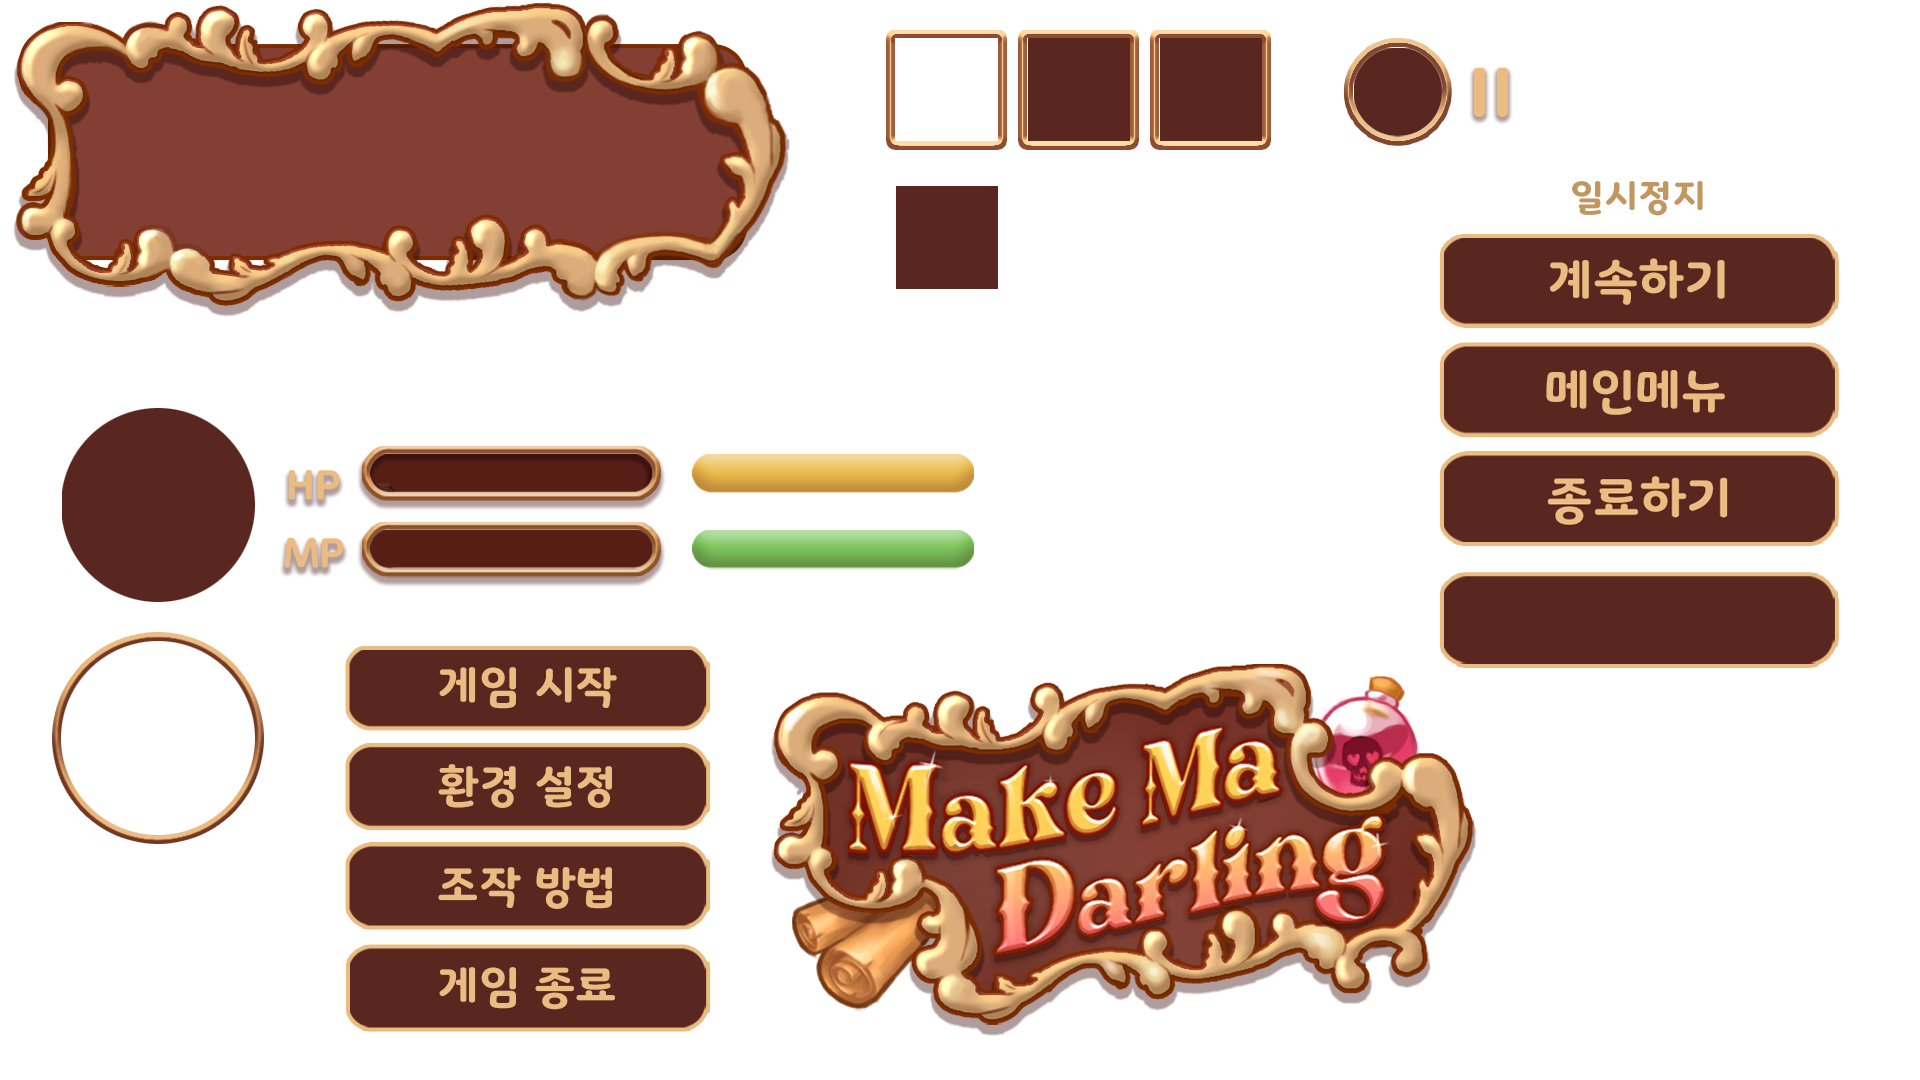 일시정지
계속하기
메인메뉴
종료하기
HP
MP
게임 시작
환경 설정
조작 방법
게임 종료
Make Ma
Darling